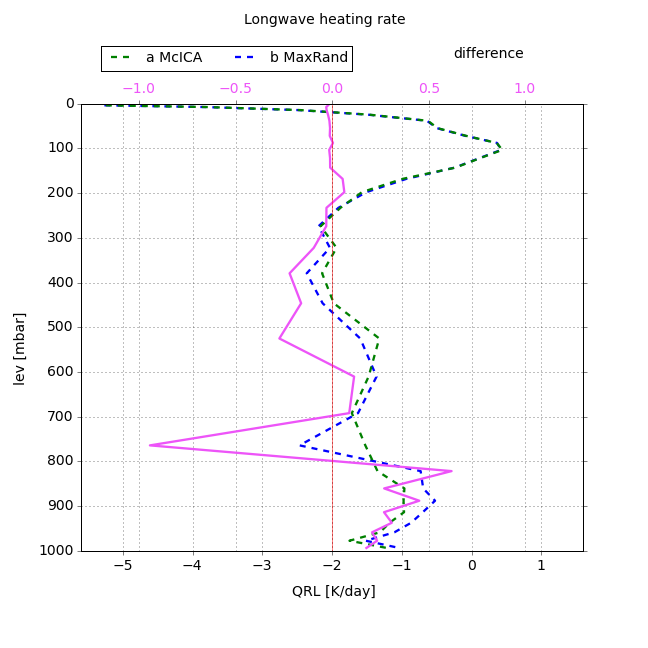 Longwave heating rate
a McICA b MaxRand difference
−1.0 −0.5 0.0 0.5 1.0
0
100
200
300
400
500
600
700
800
900
1000
lev [mbar]
−5 −4 −3 −2 −1 0 1
QRL [K/day]